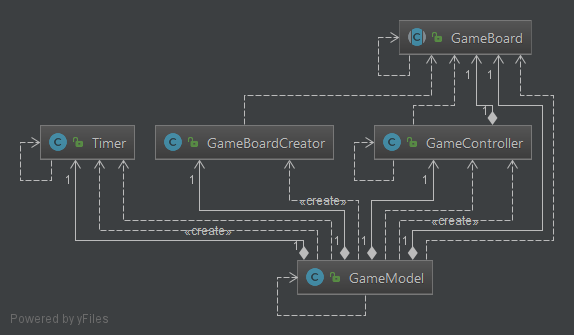 C GameBoard
1 1
1
C Timer
C GameBoardCreator
C GameController
1
1
1
«create»
«create»
«create»
1
1
1
1
C GameModel
Powered by yFiles